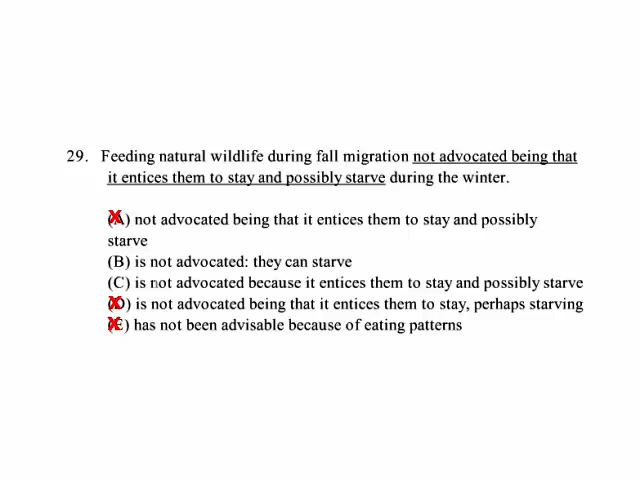 29. Feeding natural wildlife during fall migration not advocated being that
it entices them to stay and possibly starve during the winter.
(A) not advocated being that it entices them to stay and possibly
starve
(B) is not advocated: they can starve
(C) is not advocated because it entices them to stay and possibly starve
(D) is not advocated being that it entices them to stay, perhaps starving
(E) has not been advisable because of eating patterns